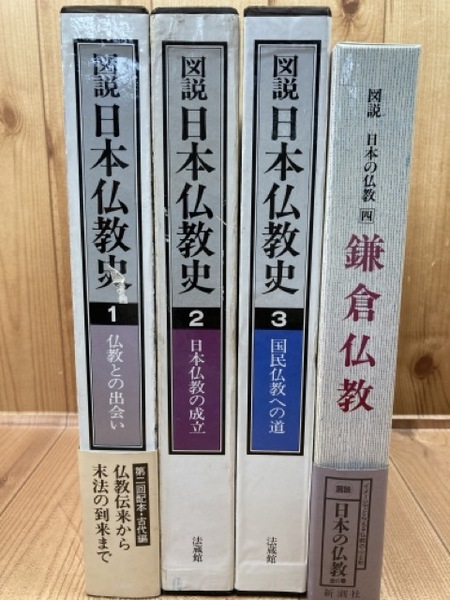 図説 日本仏教史
1
仏教との出会い
第二回配本・古代編
仏教伝来から
末法の到来まで
図説 日本仏教史
2
日本仏教の成立
法蔵館
図説 日本仏教史
3
国民仏教への道
法蔵館
図説 日本の仏教 四
鎌倉仏教
図説
日本の仏教
新潮社